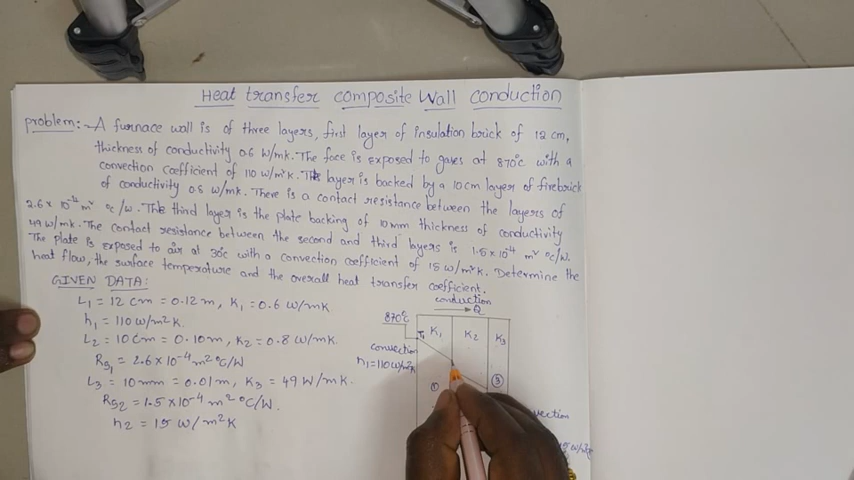 Heat transfer composite Wall conduction
Problem:- A furnace wall is of three layers, first layer of insulation brick of 12 cm,
thickness of conductivity 0.6 W/mk. The face is exposed to gases at 870°c with a
convection coefficient of 110 w/m²k. The layer is backed by a 10cm layer of firebrick
of conductivity 0.8 w/mk. There is a contact resistance between the layers of
2.6 x 10⁻⁴ m² °c/w. The third layer is the plate backing of 10mm thickness of conductivity
49 w/mk. The contact resistance between the second and third layers is 1.5x10⁻⁴ m² °c/w.
The plate is exposed to air at 30°c with a convection coefficient of 15 w/m²k. Determine the
heat flow, the surface temperature and the overall heat transfer coefficient.
GIVEN DATA:
L₁ = 12 cm = 0.12 m, K₁ = 0.6 w/mk
h₁ = 110 w/m²k.
L₂ = 10cm = 0.10 m, K₂ = 0.8 w/mk.
Rs₁ = 2.6 x 10⁻⁴ m² °C/W
L₃ = 10 mm = 0.01 m, K₃ = 49 W/mk.
Rs₂ = 1.5 x10⁻⁴ m² °C/W.
h₂ = 15 W/m²K
conduction
Q
870°c
T₁ K₁ K₂ K₃
convection
h₁=110 w/m²k
① ③